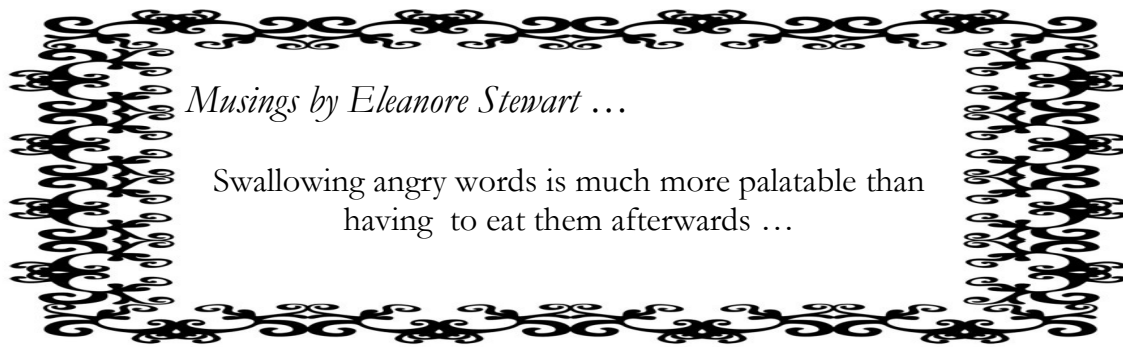 Musings by Eleanore Stewart …
Swallowing angry words is much more palatable than
having to eat them afterwards …